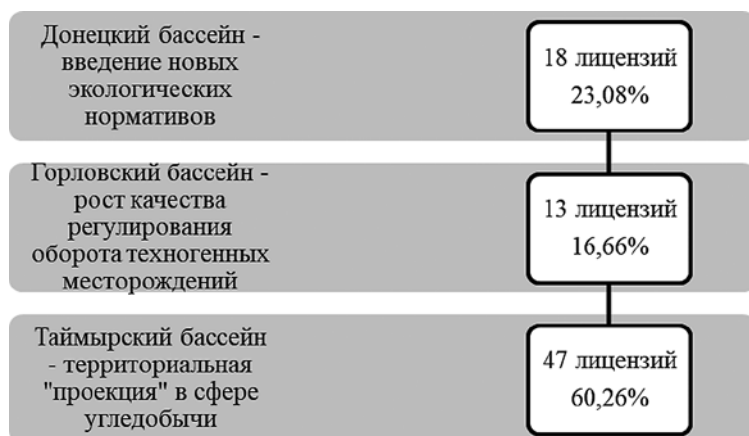 Донецкий бассейн -
введение новых
экологических
нормативов
18 лицензий
23,08%
Горловский бассейн -
рост качества
регулирования
оборота техногенных
месторождений
13 лицензий
16,66%
Таймырский бассейн
- территориальная
"проекция" в сфере
угледобычи
47 лицензий
60,26%